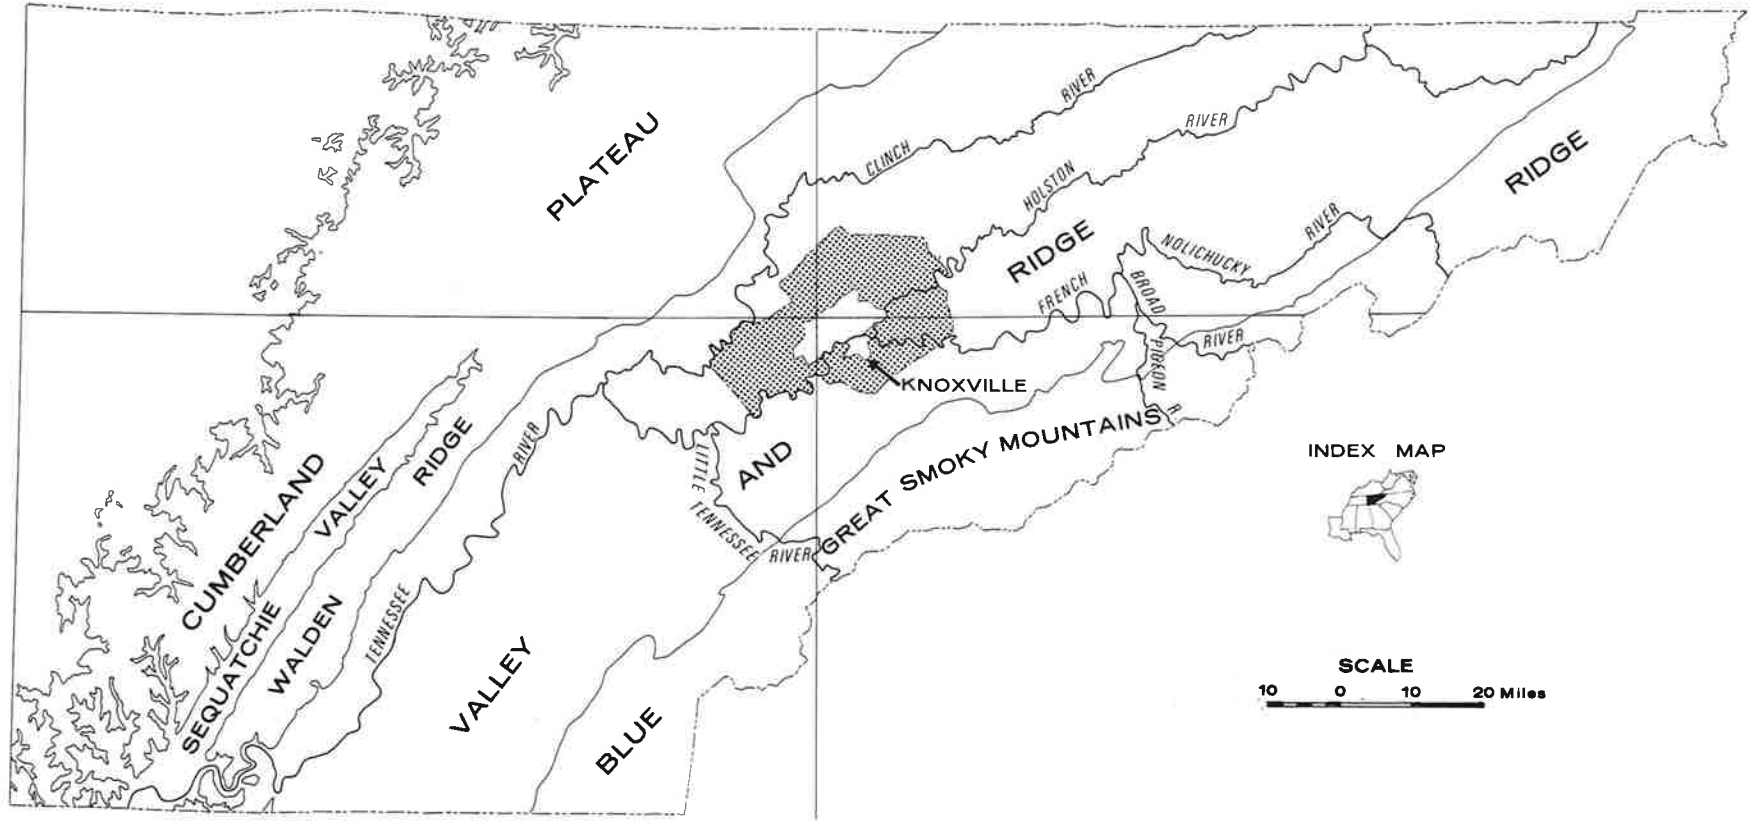 PLATEAU
CLINCH
RIVER
HOLSTON
RIVER
RIDGE
RIDGE
NOLICHUCKY
RIVER
FRENCH
BROAD
RIVER
PIGEON
R.
KNOXVILLE
GREAT SMOKY MOUNTAINS
AND
LITTLE
TENNESSEE
RIVER
RIVER
TENNESSEE
CUMBERLAND
SEQUATCHIE
VALLEY
WALDEN
RIDGE
VALLEY
BLUE
INDEX MAP
SCALE
10 0 10 20 Miles